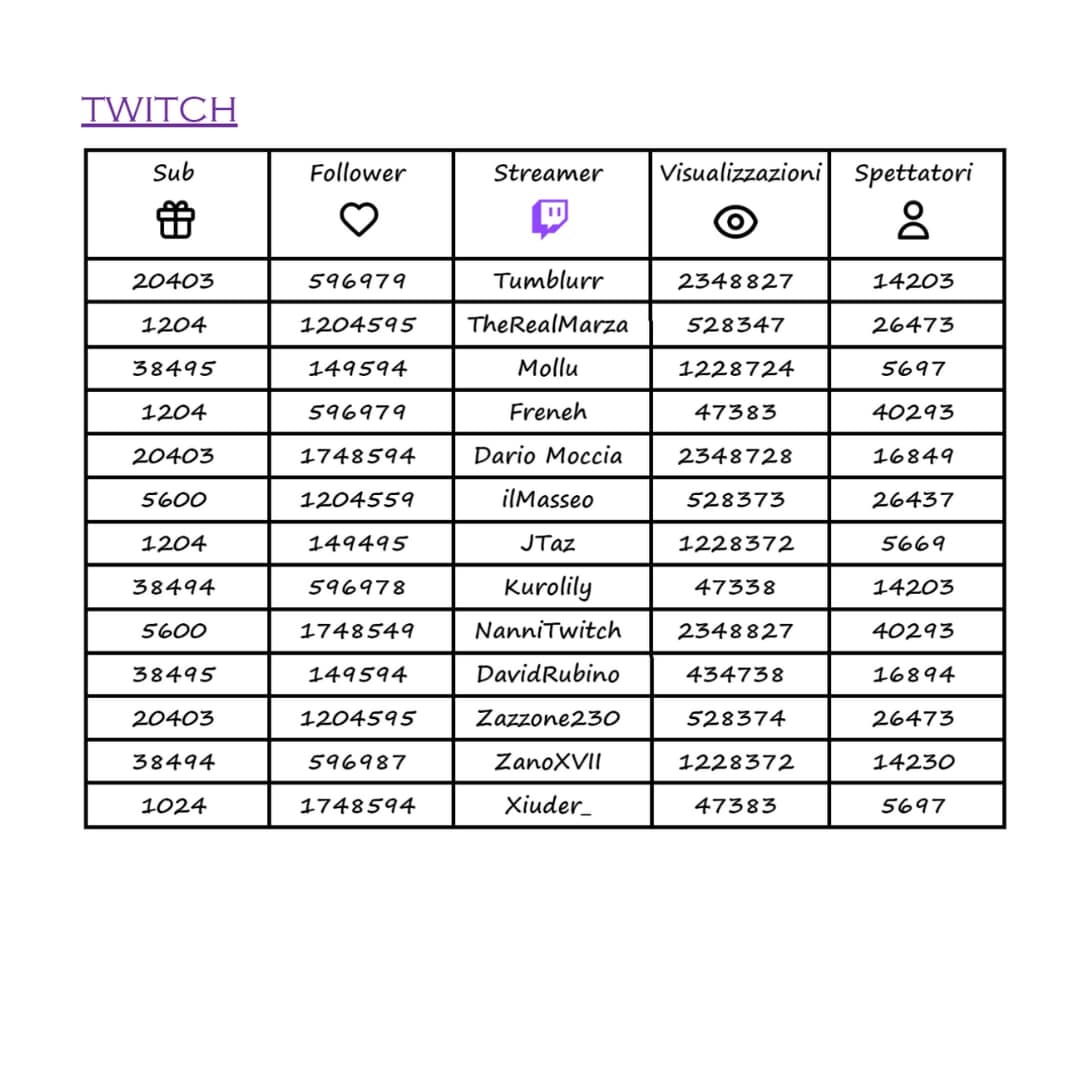 TWITCH
Sub Follower Streamer Visualizzazioni Spettatori
20403 596979 Tumblurr 2348827 14203
1204 1204595 TheRealMarza 528347 26473
38495 149594 Mollu 1228724 5697
1204 596979 Freneh 47383 40293
20403 1748594 Dario Moccia 2348728 16849
5600 1204559 ilMasseo 528373 26437
1204 149495 JTaz 1228372 5669
38494 596978 Kurolily 47338 14203
5600 1748549 NanniTwitch 2348827 40293
38495 149594 DavidRubino 434738 16894
20403 1204595 Zazzone230 528374 26473
38494 596987 ZanoXVII 1228372 14230
1024 1748594 Xiuder_ 47383 5697